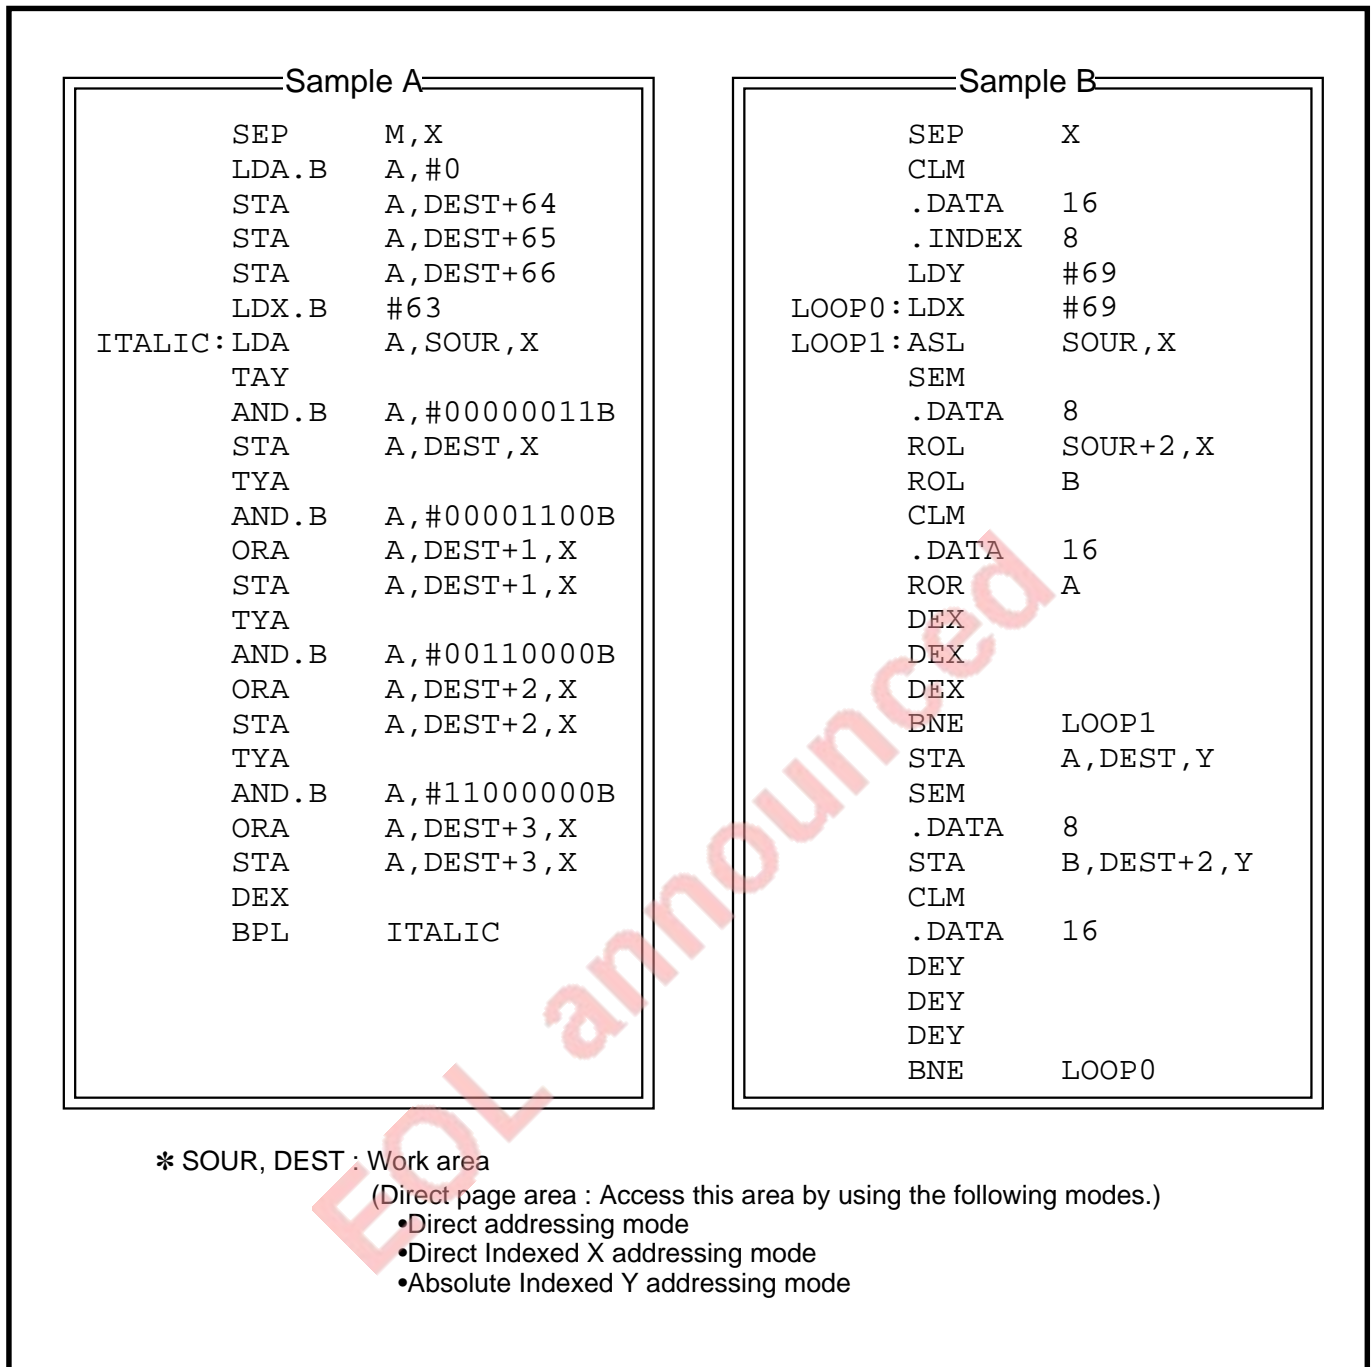 Sample A
SEP M,X
LDA.B A,#0
STA A,DEST+64
STA A,DEST+65
STA A,DEST+66
LDX.B #63
ITALIC:LDA A,SOUR,X
TAY
AND.B A,#00000011B
STA A,DEST,X
TYA
AND.B A,#00001100B
ORA A,DEST+1,X
STA A,DEST+1,X
TYA
AND.B A,#00110000B
ORA A,DEST+2,X
STA A,DEST+2,X
TYA
AND.B A,#11000000B
ORA A,DEST+3,X
STA A,DEST+3,X
DEX
BPL ITALIC
Sample B
SEP X
CLM
.DATA 16
.INDEX 8
LDY #69
LOOP0:LDX #69
LOOP1:ASL SOUR,X
SEM
.DATA 8
ROL SOUR+2,X
ROL B
CLM
.DATA 16
ROR A
DEX
DEX
DEX
BNE LOOP1
STA A,DEST,Y
SEM
.DATA 8
STA B,DEST+2,Y
CLM
.DATA 16
DEY
DEY
DEY
BNE LOOP0
✽ SOUR, DEST : Work area
(Direct page area : Access this area by using the following modes.)
•Direct addressing mode
•Direct Indexed X addressing mode
•Absolute Indexed Y addressing mode
EOL announced